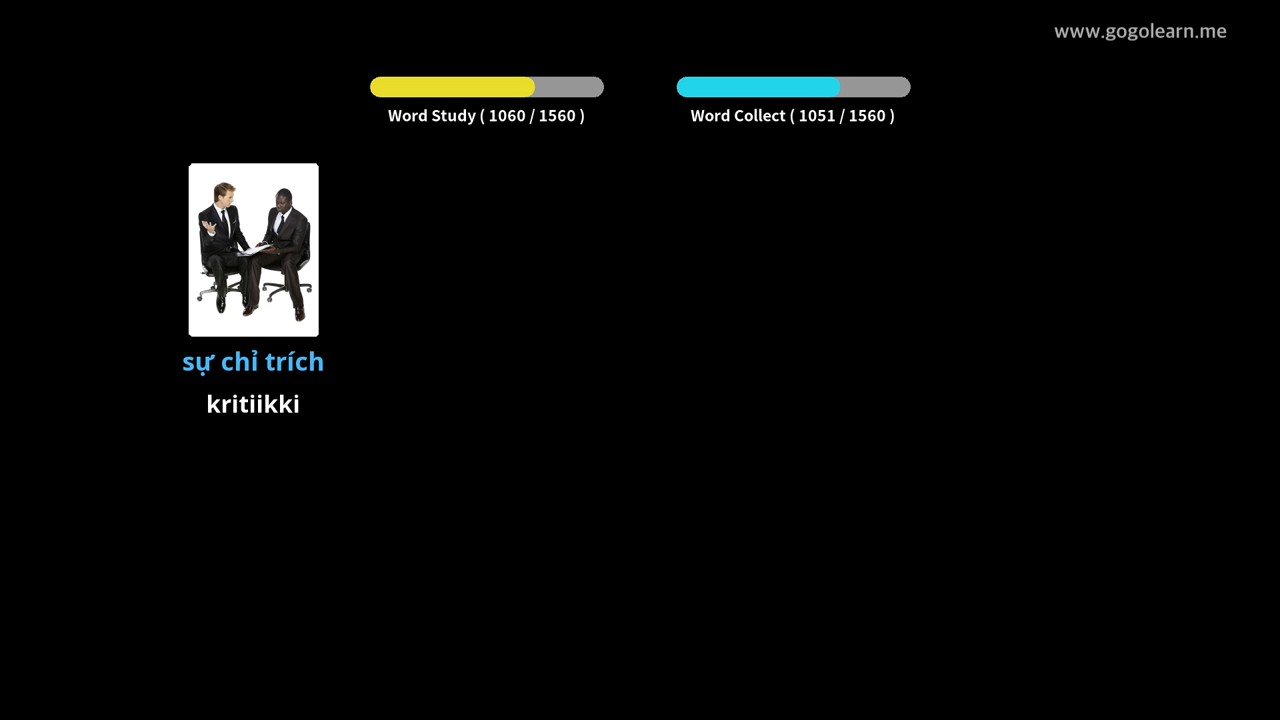 www.gogolearn.me
Word Study ( 1060 / 1560 )
Word Collect ( 1051 / 1560 )
sự chỉ trích
kritiikki